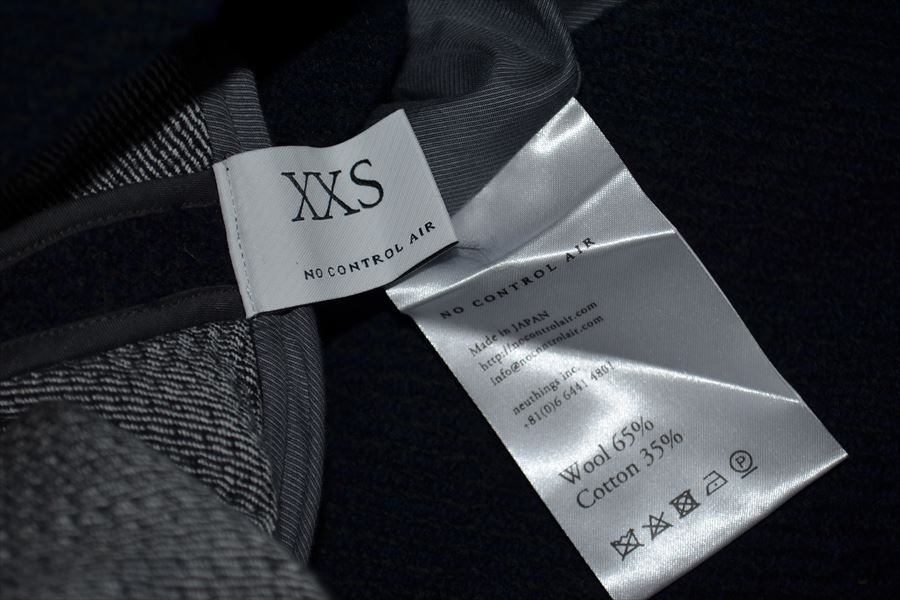 XXS
NO CONTROL AIR
NO CONTROL AIR
Made in JAPAN
http://nocontrolair.com
info@nocontrolair.com
neuthings inc.
+81(0)6 6441 4801
Wool 65%
Cotton 35%
P